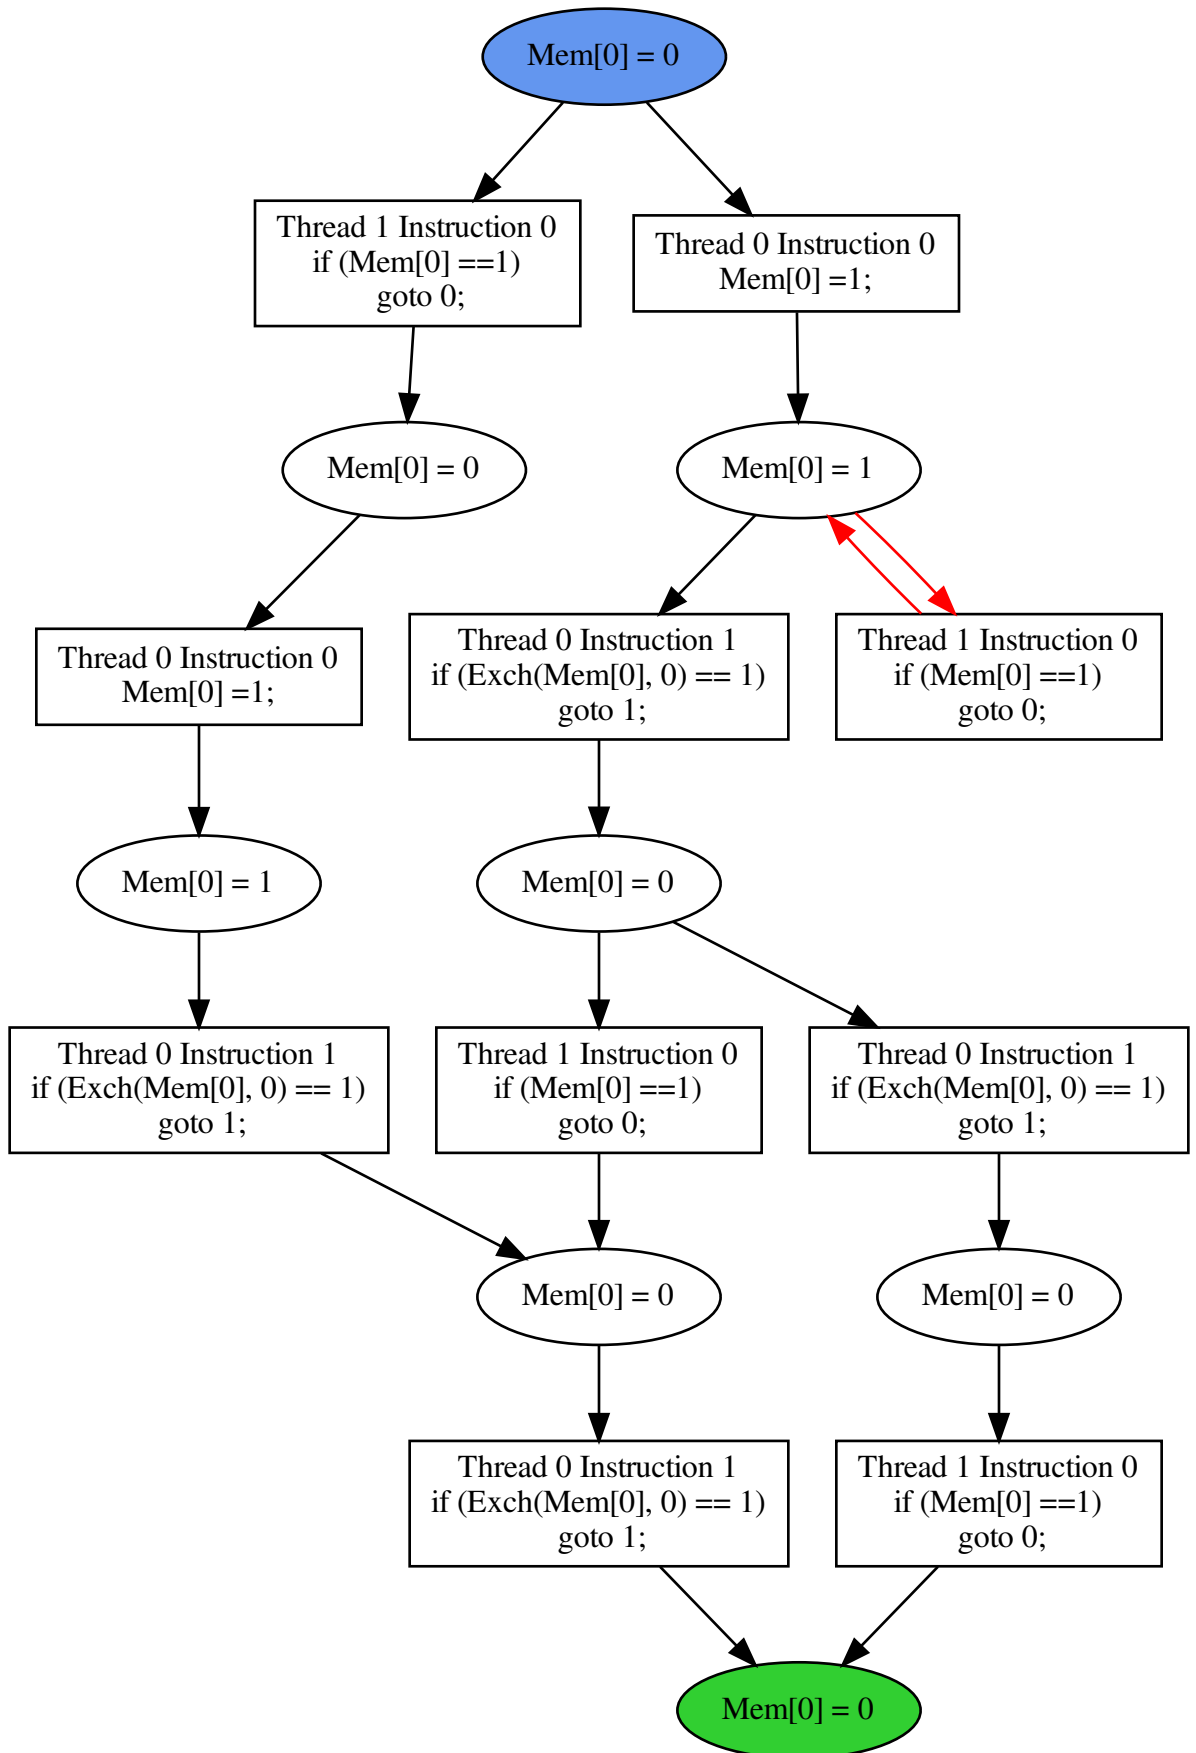 Mem[0] = 0
Thread 1 Instruction 0
if (Mem[0] ==1)
goto 0;
Thread 0 Instruction 0
Mem[0] =1;
Mem[0] = 0
Mem[0] = 1
Thread 0 Instruction 0
Mem[0] =1;
Thread 0 Instruction 1
if (Exch(Mem[0], 0) == 1)
goto 1;
Thread 1 Instruction 0
if (Mem[0] ==1)
goto 0;
Mem[0] = 1
Mem[0] = 0
Thread 0 Instruction 1
if (Exch(Mem[0], 0) == 1)
goto 1;
Thread 1 Instruction 0
if (Mem[0] ==1)
goto 0;
Thread 0 Instruction 1
if (Exch(Mem[0], 0) == 1)
goto 1;
Mem[0] = 0
Mem[0] = 0
Thread 0 Instruction 1
if (Exch(Mem[0], 0) == 1)
goto 1;
Thread 1 Instruction 0
if (Mem[0] ==1)
goto 0;
Mem[0] = 0